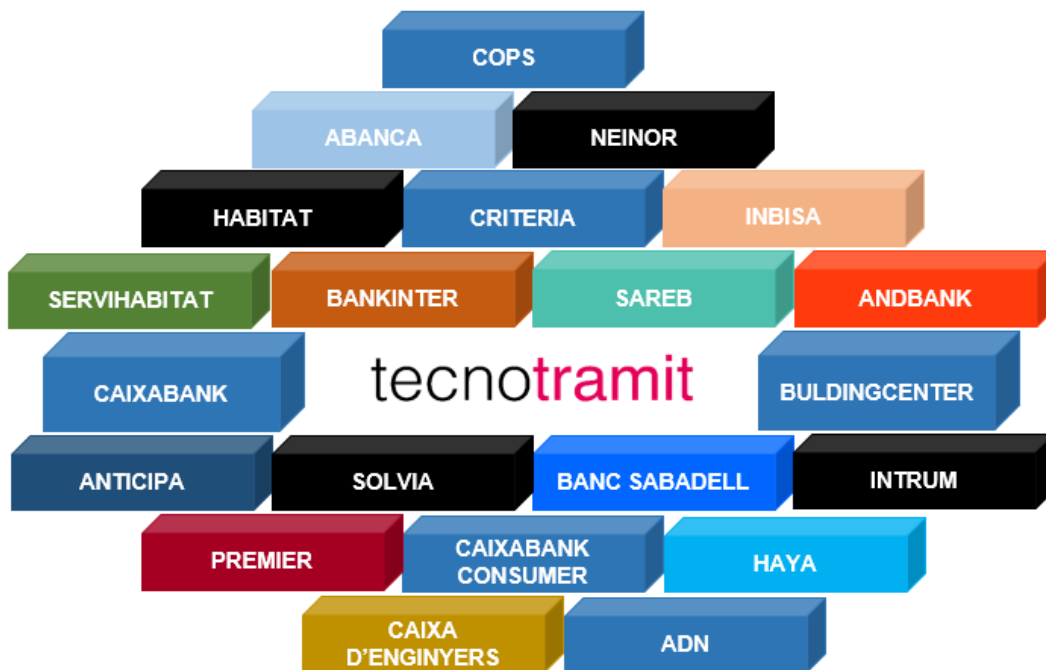 COPS
ABANCA
NEINOR
HABITAT
CRITERIA
INBISA
SERVIHABITAT
BANKINTER
SAREB
ANDBANK
CAIXABANK
tecnotramit
BULDINGCENTER
ANTICIPA
SOLVIA
BANC SABADELL
INTRUM
PREMIER
CAIXABANK
CONSUMER
HAYA
CAIXA
D'ENGINYERS
ADN